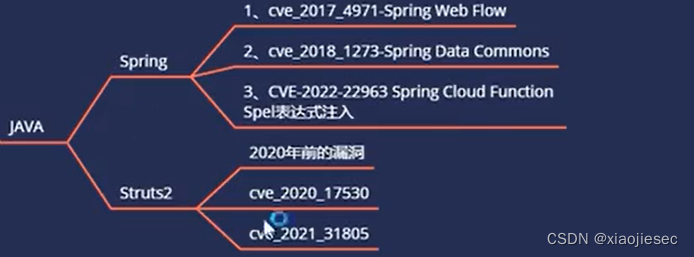 1、cve_2017_4971-Spring Web Flow
Spring
2、cve_2018_1273-Spring Data Commons
3、CVE-2022-22963 Spring Cloud Function
Spel表达式注入
JAVA
2020年前的漏洞
Struts2
cve_2020_17530
cve_2021_31805
CSDN @xiaojiesec